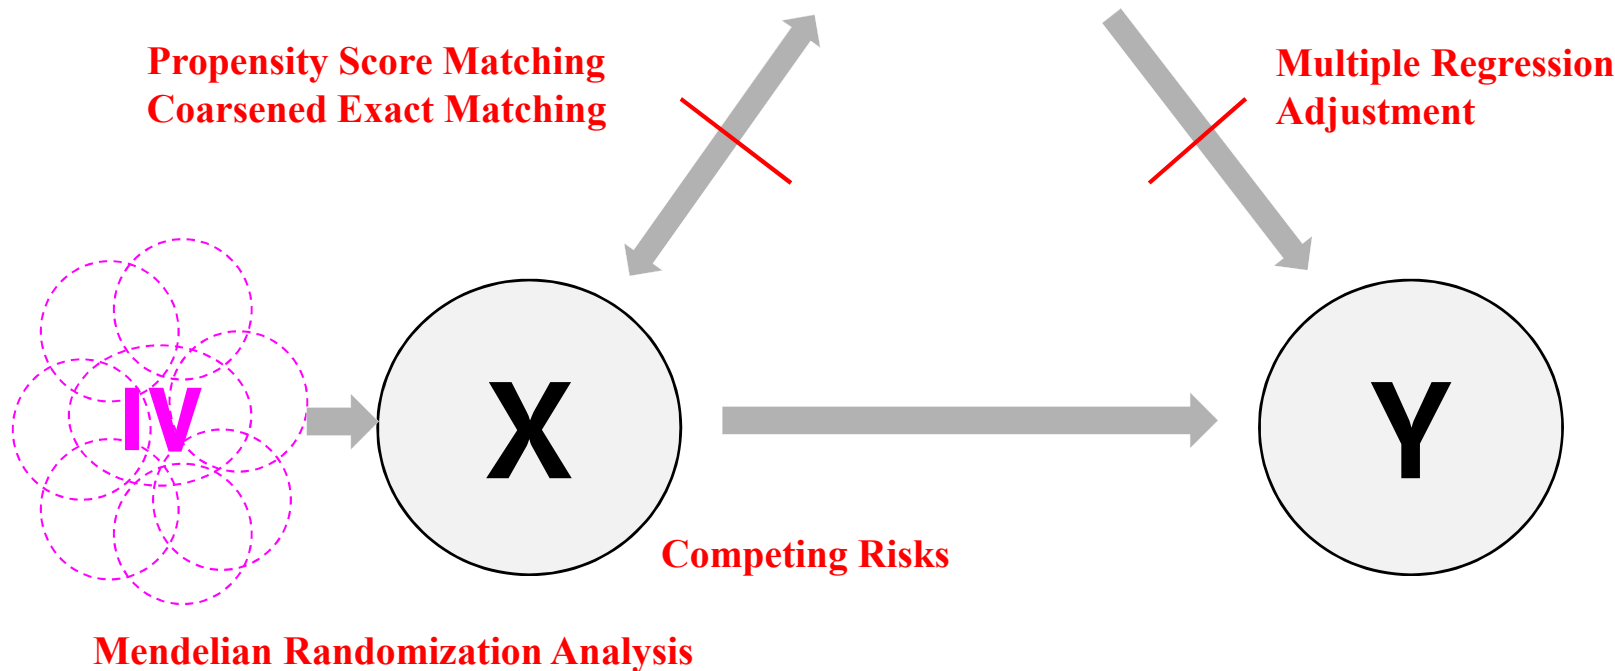 Propensity Score Matching
Coarsened Exact Matching
Multiple Regression
Adjustment
IV
X
Y
Competing Risks
Mendelian Randomization Analysis